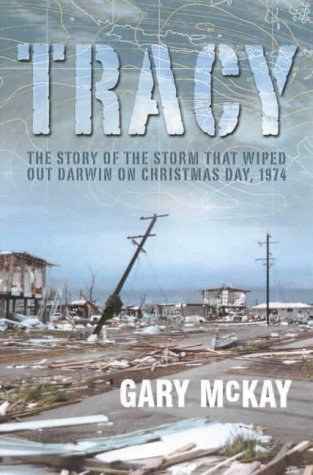 TRACY
THE STORY OF THE STORM THAT WIPED
OUT DARWIN ON CHRISTMAS DAY, 1974
GARY McKAY